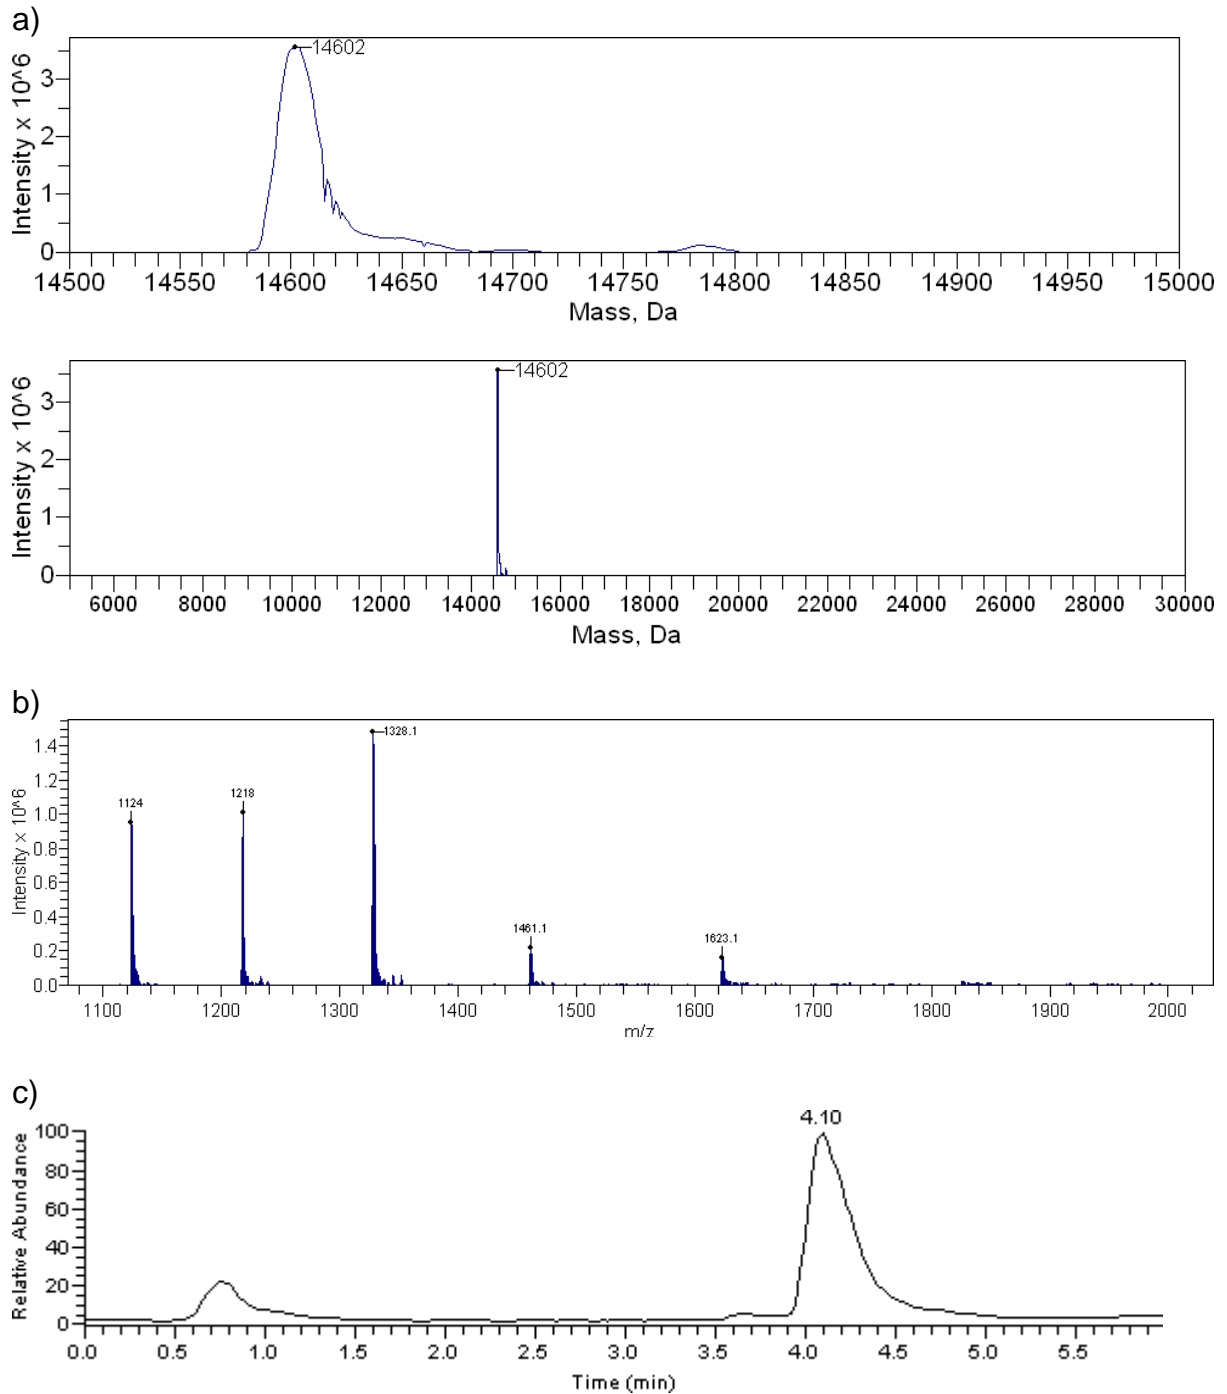 a)
Intensity x 10^6
3
2
1
0
14602
14500 14550 14600 14650 14700 14750 14800 14850 14900 14950 15000
Mass, Da
Intensity x 10^6
3
2
1
0
14602
6000 8000 10000 12000 14000 16000 18000 20000 22000 24000 26000 28000 30000
Mass, Da
b)
Intensity x 10^6
1.4
1.2
1.0
0.8
0.6
0.4
0.2
0.0
1124
1218
1328.1
1461.1
1623.1
1100 1200 1300 1400 1500 1600 1700 1800 1900 2000
m/z
c)
Relative Abundance
100
80
60
40
20
0
4.10
0.0 0.5 1.0 1.5 2.0 2.5 3.0 3.5 4.0 4.5 5.0 5.5
Time (min)